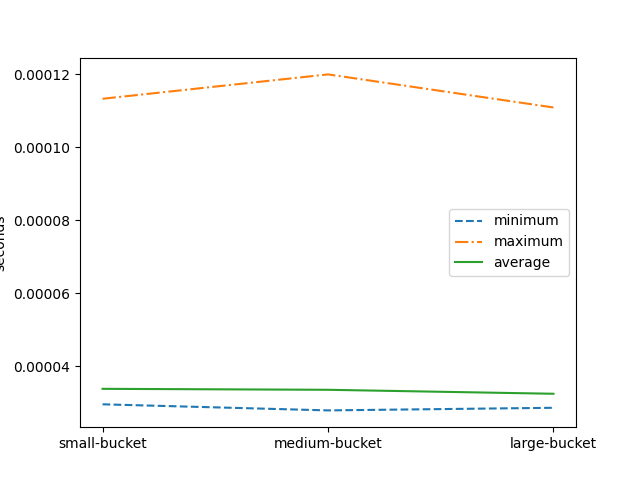 0.00012
0.00010
0.00008
0.00006
0.00004
seconds
minimum
maximum
average
small-bucket
medium-bucket
large-bucket